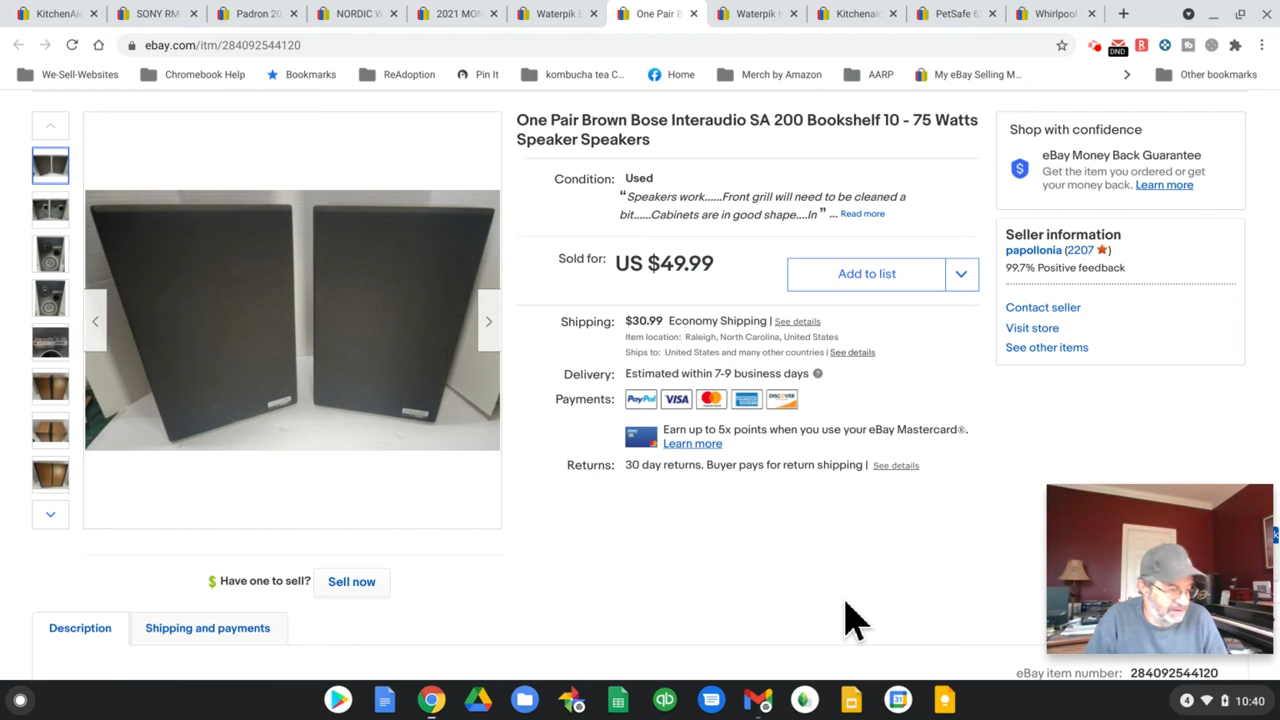 KitchenAi
SONY RM
Padron 20
NORDIC W
2021 MON
Waterpik E
One Pair B
Waterpik H
Kitchenaid
PetSafe 6
Whirlpool
ebay.com/itm/284092544120
DND
We-Sell-Websites
Chromebook Help
Bookmarks
ReAdoption
Pin It
kombucha tea C...
Home
Merch by Amazon
AARP
My eBay Selling M...
Other bookmarks
One Pair Brown Bose Interaudio SA 200 Bookshelf 10 - 75 Watts
Speaker Speakers
Condition: Used
“Speakers work......Front grill will need to be cleaned a
bit......Cabinets are in good shape....In” ... Read more
Sold for: US $49.99
Add to list
Shipping: $30.99 Economy Shipping | See details
Item location: Raleigh, North Carolina, United States
Ships to: United States and many other countries | See details
Delivery: Estimated within 7-9 business days
Payments: PayPal VISA DISCOVER
Earn up to 5x points when you use your eBay Mastercard®.
Learn more
Returns: 30 day returns. Buyer pays for return shipping | See details
Shop with confidence
eBay Money Back Guarantee
Get the item you ordered or get
your money back. Learn more
Seller information
papollonia (2207 )
99.7% Positive feedback
Contact seller
Visit store
See other items
$ Have one to sell? Sell now
Description
Shipping and payments
eBay item number: 284092544120
4
10:40